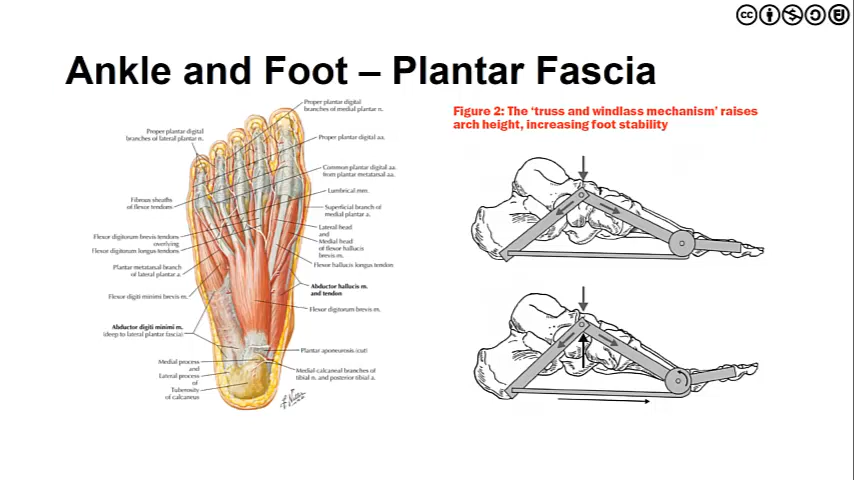 Ankle and Foot – Plantar Fascia
Proper plantar digital
branches of medial plantar n.
Proper plantar digital
branches of lateral plantar n.
Proper plantar digital aa.
Common plantar digital aa.
from plantar metatarsal aa.
Lumbrical mm.
Fibrous sheaths
of flexor tendons
Superficial branch of
medial plantar a.
Lateral head
and
Medial head
of flexor hallucis
brevis m.
Flexor digitorum brevis tendons
overlying
Flexor digitorum longus tendons
Flexor hallucis longus tendon
Plantar metatarsal branch
of lateral plantar a.
Abductor hallucis m.
and tendon
Flexor digiti minimi brevis m.
Flexor digitorum brevis m.
Abductor digiti minimi m.
(deep to lateral plantar fascia)
Plantar aponeurosis (cut)
Medial process
and
Lateral process
of
Tuberosity
of calcaneus
Medial calcaneal branches of
tibial n. and posterior tibial a.
Figure 2: The ‘truss and windlass mechanism’ raises
arch height, increasing foot stability